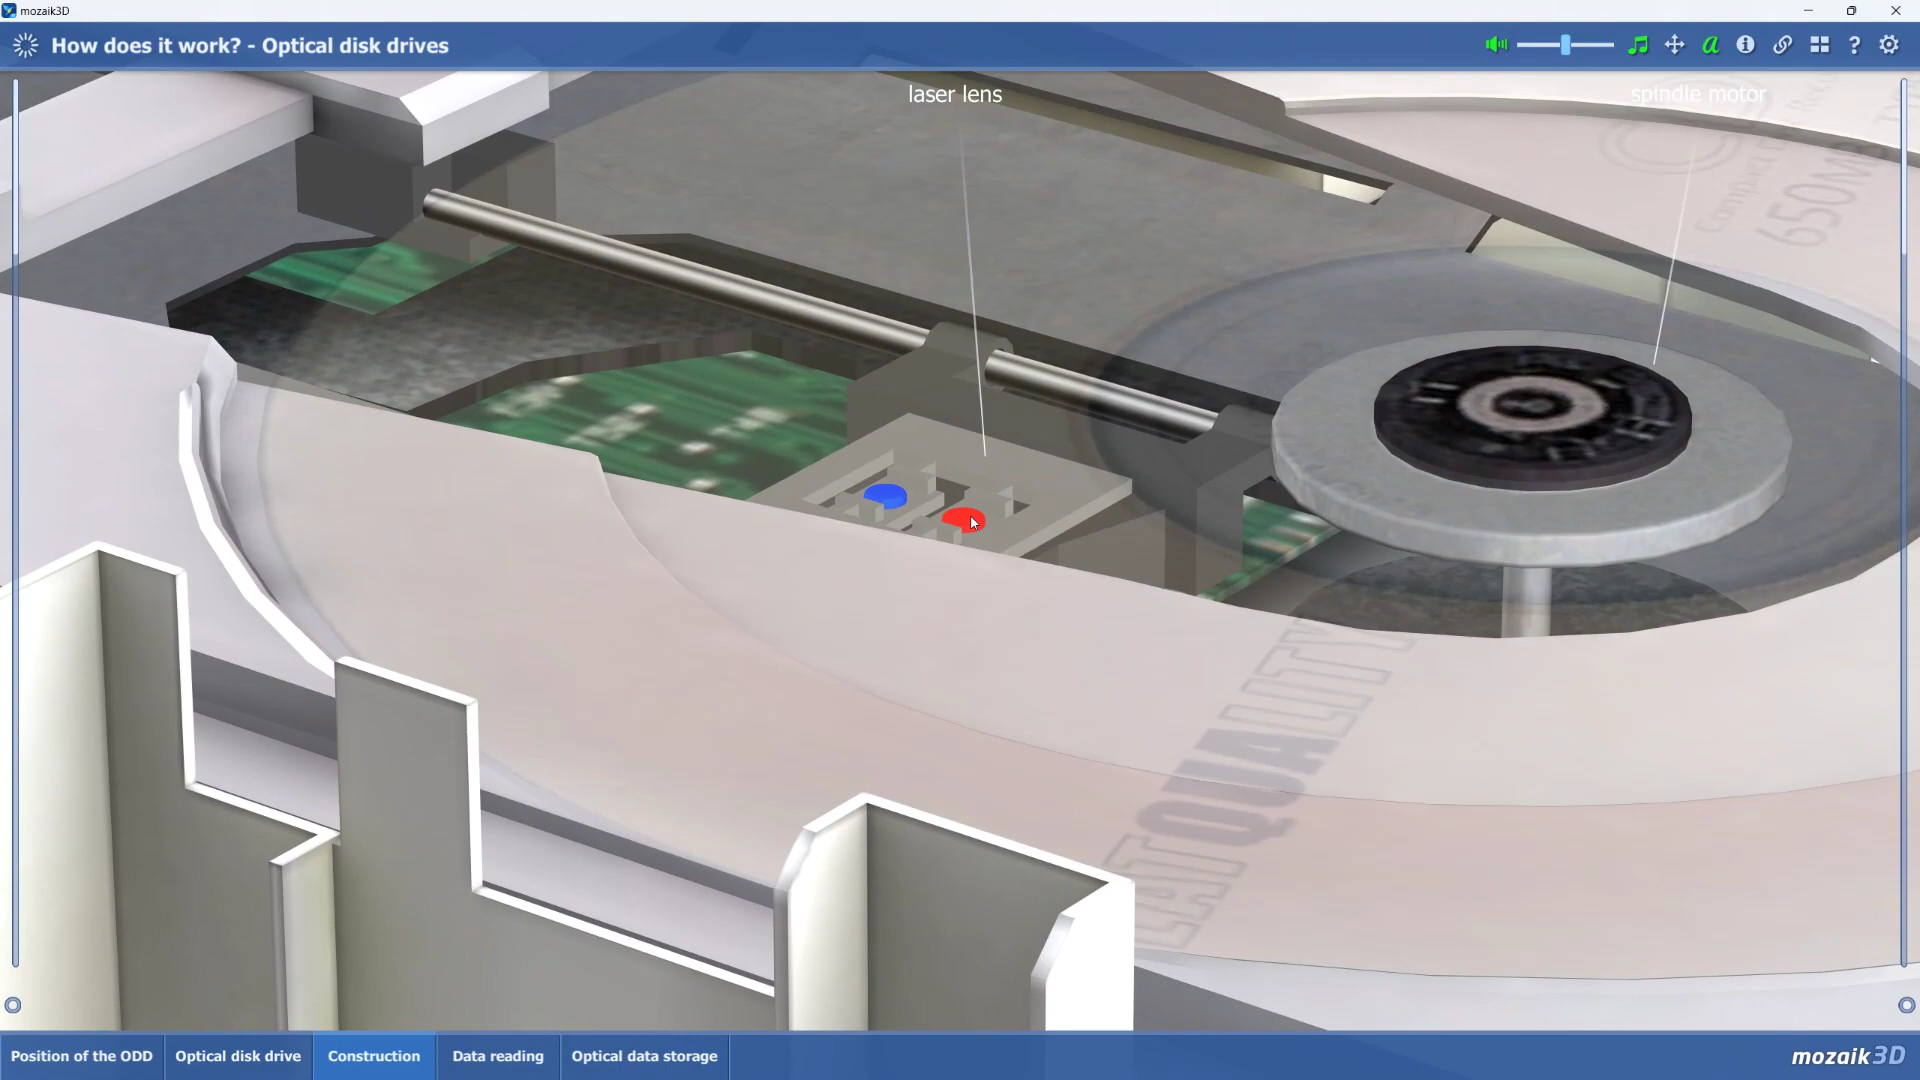 mozaik3D
How does it work? - Optical disk drives
laser lens
spindle motor
650MB
QUALITY
Position of the ODD
Optical disk drive
Construction
Data reading
Optical data storage
mozaik3D